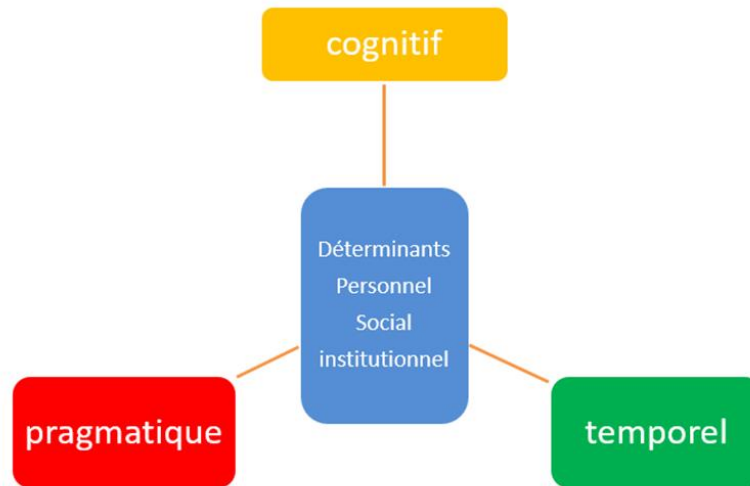 cognitif
Déterminants
Personnel
Social
institutionnel
pragmatique
temporel